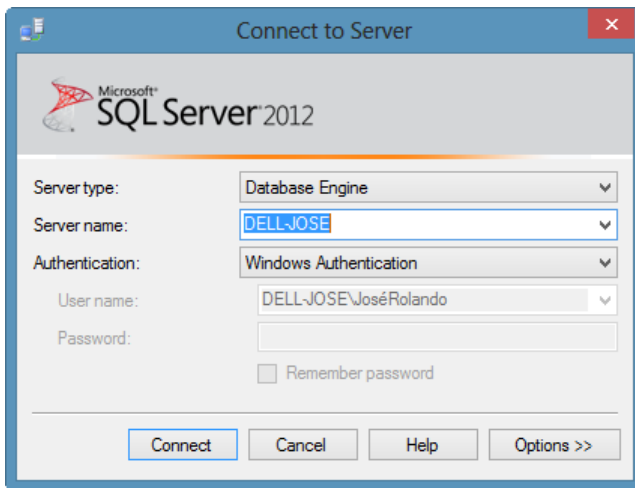 Connect to Server
Microsoft®
SQL Server® 2012
Server type: Database Engine
Server name: DELL-JOSE
Authentication: Windows Authentication
User name: DELL-JOSE\JoséRolando
Password:
Remember password
Connect Cancel Help Options >>